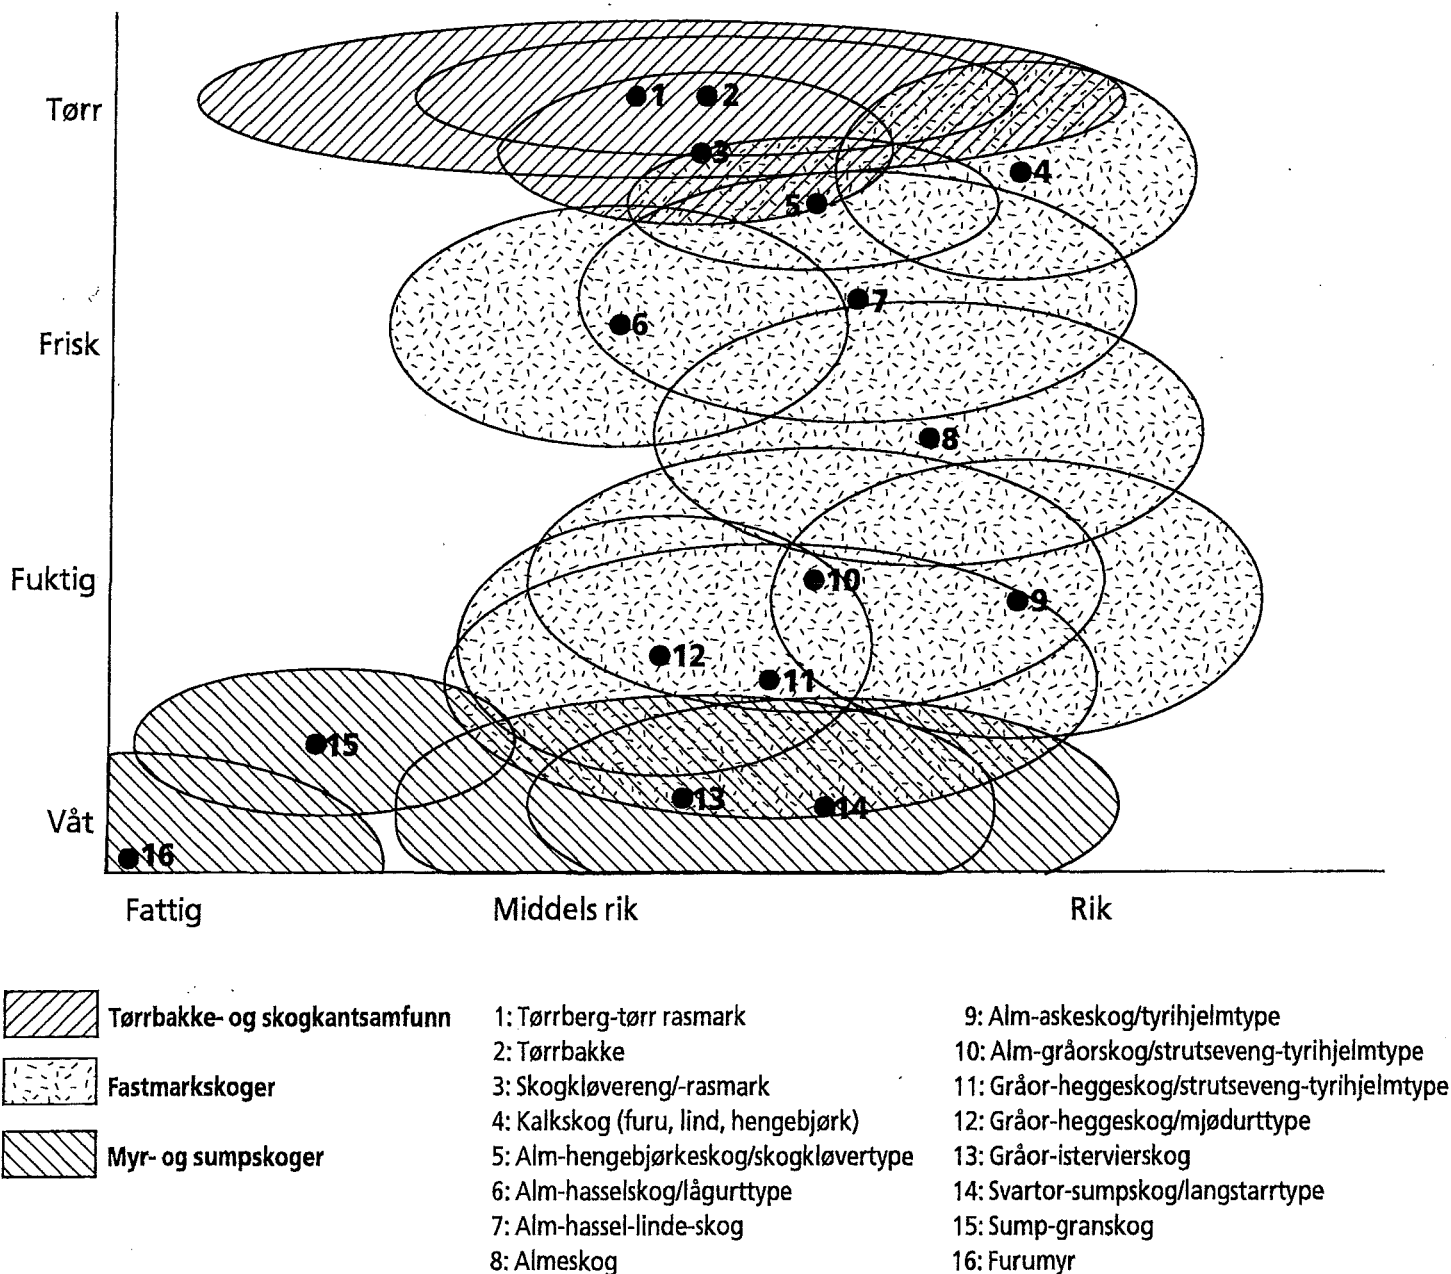 Tørr
1
2
3
4
5
Frisk
6
7
8
Fuktig
10
9
12
11
15
13
14
Våt
16
Fattig
Middels rik
Rik
Tørrbakke- og skogkantsamfunn
Fastmarkskoger
Myr- og sumpskoger
1: Tørrberg-tørr rasmark
2: Tørrbakke
3: Skogkløvereng/-rasmark
4: Kalkskog (furu, lind, hengebjørk)
5: Alm-hengebjørkeskog/skogkløvertype
6: Alm-hasselskog/lågurttype
7: Alm-hassel-linde-skog
8: Almeskog
9: Alm-askeskog/tyrihjelmtype
10: Alm-gråorskog/strutseveng-tyrihjelmtype
11: Gråor-heggeskog/strutseveng-tyrihjelmtype
12: Gråor-heggeskog/mjødurttype
13: Gråor-istervierskog
14: Svartor-sumpskog/langstarrtype
15: Sump-granskog
16: Furumyr